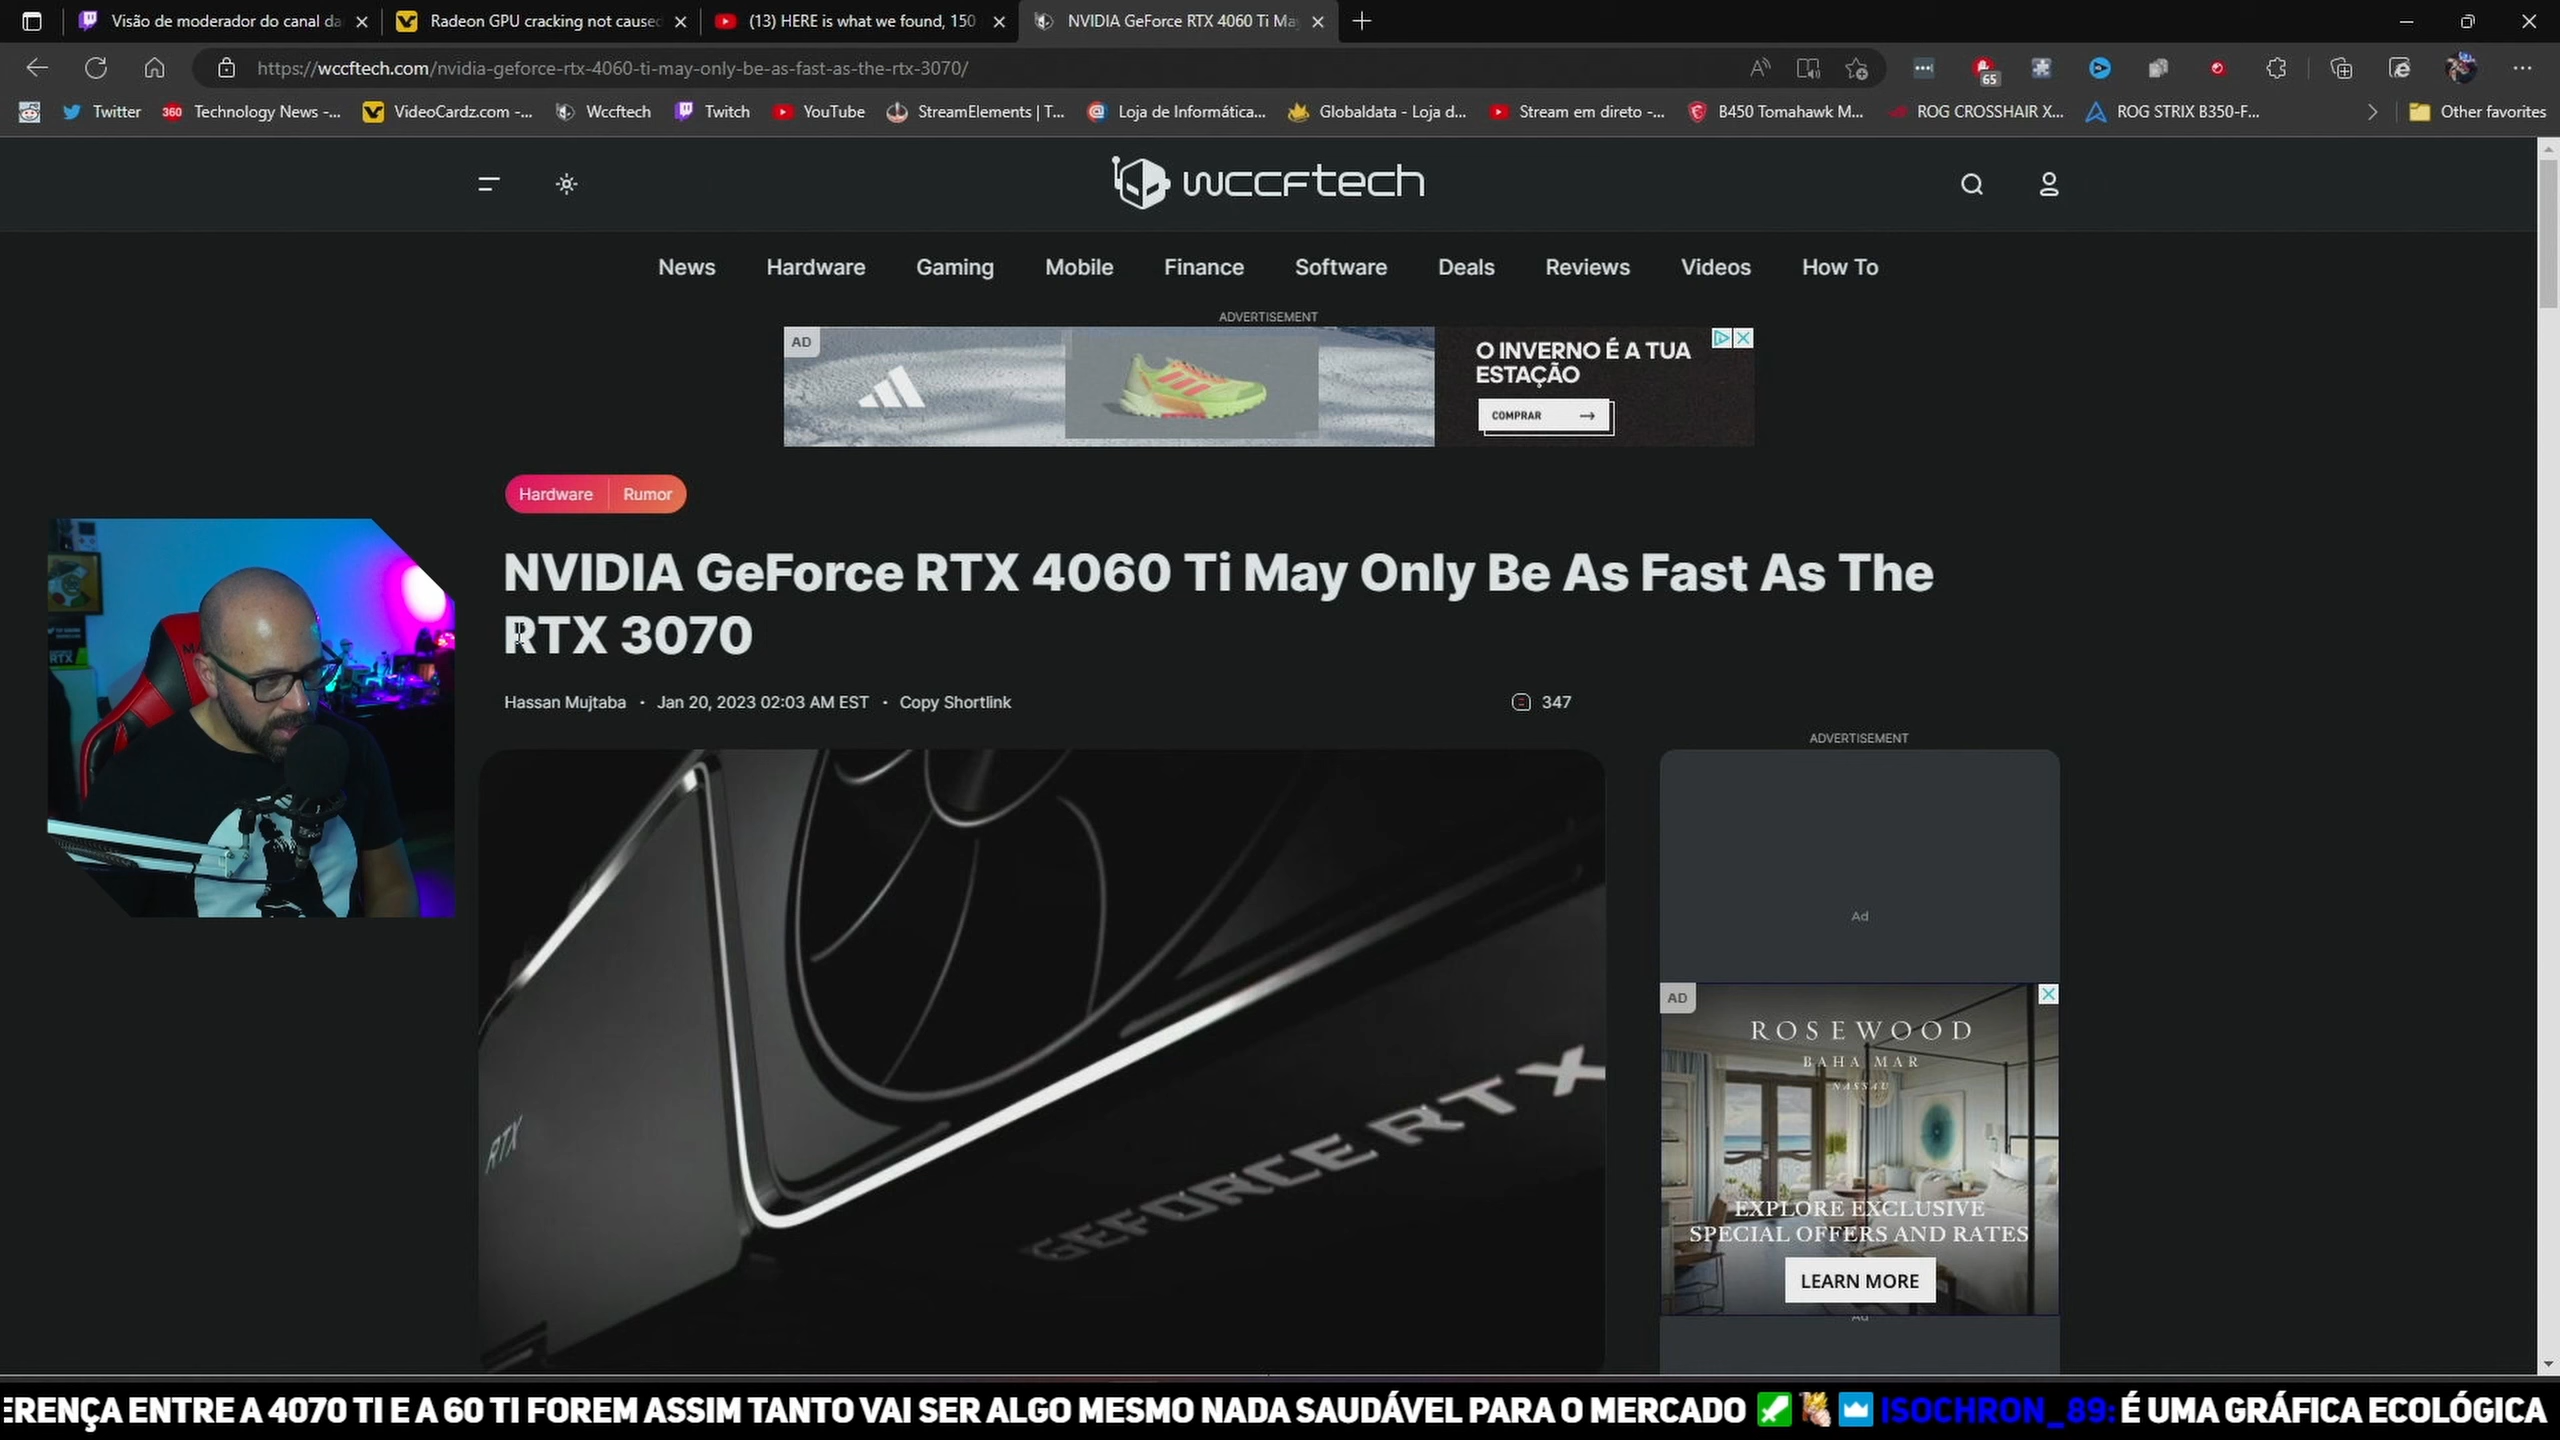 Visão de moderador do canal da
Radeon GPU cracking not cause
(13) HERE is what we found, 150
NVIDIA GeForce RTX 4060 Ti Ma
https://wccftech.com/nvidia-geforce-rtx-4060-ti-may-only-be-as-fast-as-the-rtx-3070/
65
Twitter
360 Technology News -...
VideoCardz.com -...
Wccftech
Twitch
YouTube
StreamElements | T...
Loja de Informática...
Globaldata - Loja d...
Stream em direto -...
B450 Tomahawk M...
ROG CROSSHAIR X...
ROG STRIX B350-F...
Other favorites
wccftech
News Hardware Gaming Mobile Finance Software Deals Reviews Videos How To
ADVERTISEMENT
AD
O INVERNO É A TUA
ESTAÇÃO
COMPRAR
Hardware Rumor
NVIDIA GeForce RTX 4060 Ti May Only Be As Fast As The
RTX 3070
Hassan Mujtaba • Jan 20, 2023 02:03 AM EST • Copy Shortlink
347
RTX
GEFORCE RTX
RTX
ADVERTISEMENT
Ad
AD
ROSEWOOD
BAHA MAR
NASSAU
EXPLORE EXCLUSIVE
SPECIAL OFFERS AND RATES
LEARN MORE
Ad
ERENÇA ENTRE A 4070 TI E A 60 TI FOREM ASSIM TANTO VAI SER ALGO MESMO NADA SAUDÁVEL PARA O MERCADO ISOCHRON_89: É UMA GRÁFICA ECOLÓGICA